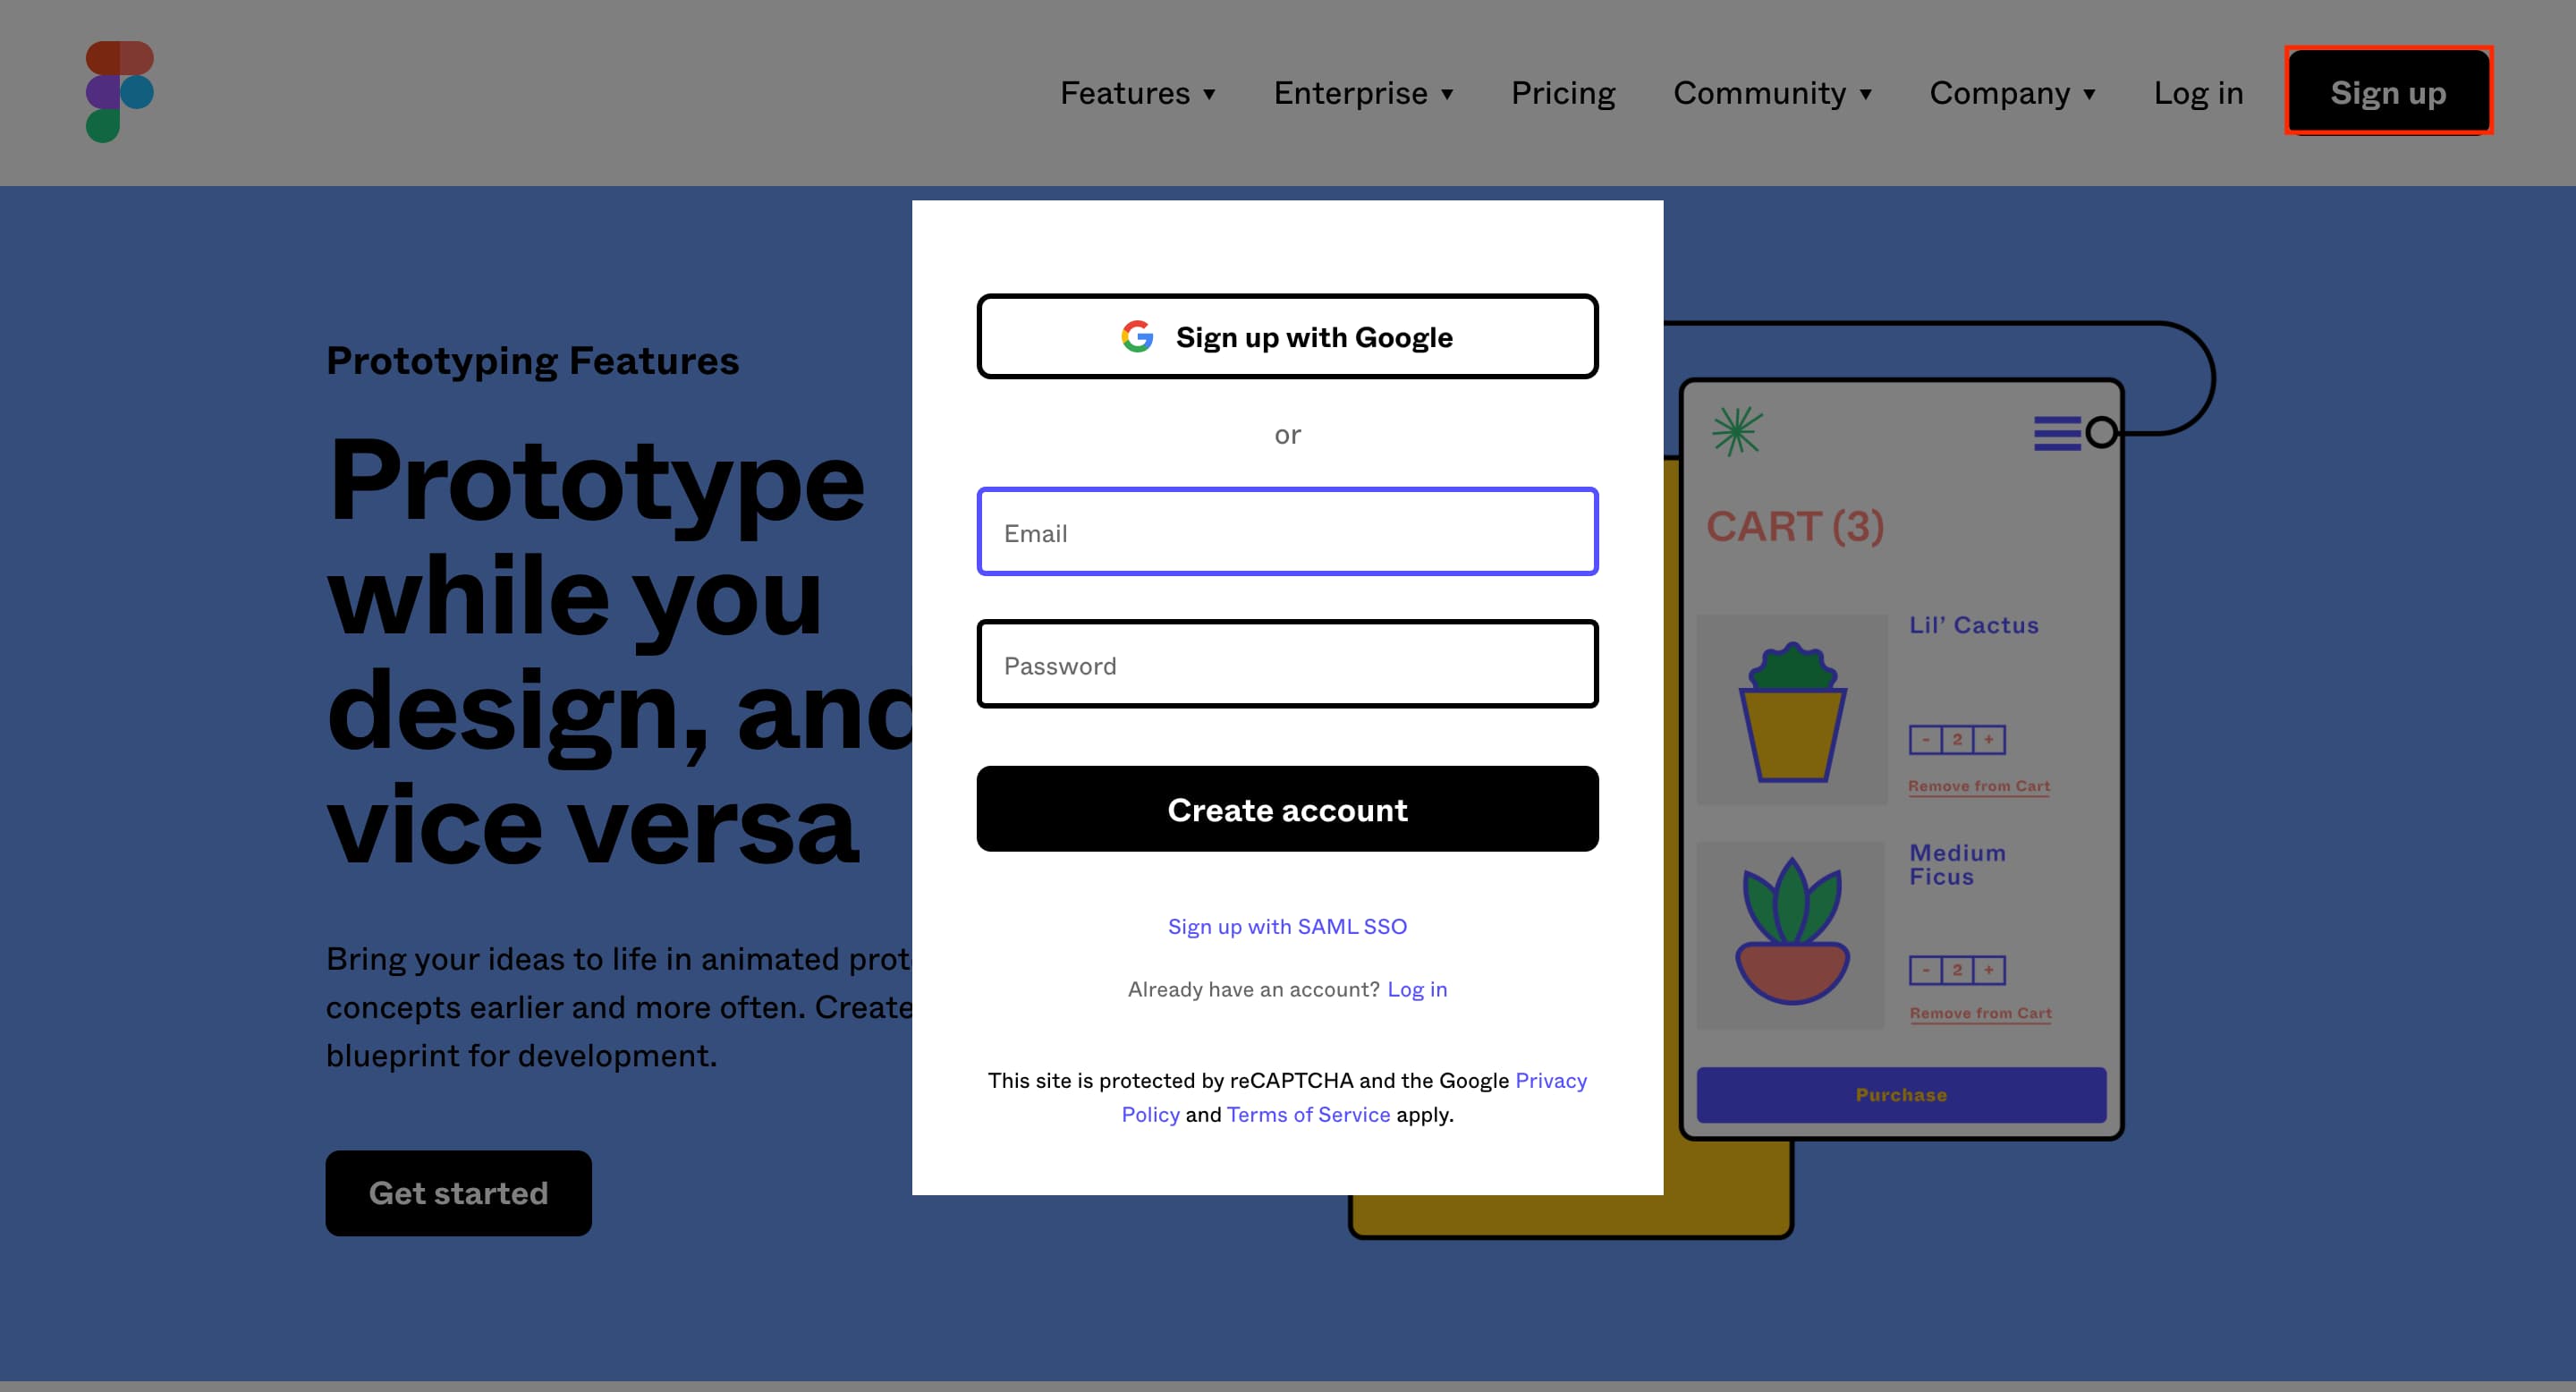 Features ▼ Enterprise ▼ Pricing Community ▼ Company ▼ Log in Sign up
Prototyping Features
Prototype
while you
design, and
vice versa
Bring your ideas to life in animated prot
concepts earlier and more often. Create
blueprint for development.
Get started
Sign up with Google
or
Email
Password
Create account
Sign up with SAML SSO
Already have an account? Log in
This site is protected by reCAPTCHA and the Google Privacy
Policy and Terms of Service apply.
CART (3)
Lil’ Cactus
- 2 +
Remove from Cart
Medium
Ficus
- 2 +
Remove from Cart
Purchase